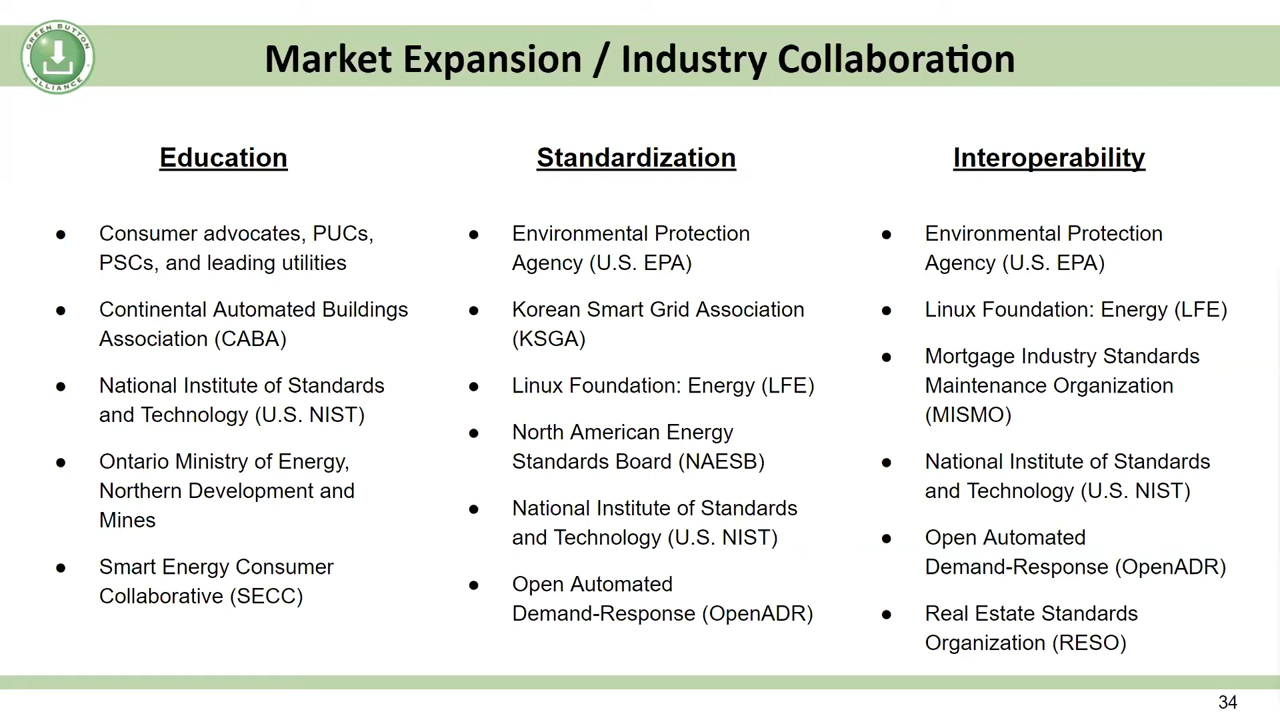 GREEN BUTTON
ALLIANCE
Market Expansion / Industry Collaboration
Education
● Consumer advocates, PUCs,
PSCs, and leading utilities
● Continental Automated Buildings
Association (CABA)
● National Institute of Standards
and Technology (U.S. NIST)
● Ontario Ministry of Energy,
Northern Development and
Mines
● Smart Energy Consumer
Collaborative (SECC)
Standardization
● Environmental Protection
Agency (U.S. EPA)
● Korean Smart Grid Association
(KSGA)
● Linux Foundation: Energy (LFE)
● North American Energy
Standards Board (NAESB)
● National Institute of Standards
and Technology (U.S. NIST)
● Open Automated
Demand-Response (OpenADR)
Interoperability
● Environmental Protection
Agency (U.S. EPA)
● Linux Foundation: Energy (LFE)
● Mortgage Industry Standards
Maintenance Organization
(MISMO)
● National Institute of Standards
and Technology (U.S. NIST)
● Open Automated
Demand-Response (OpenADR)
● Real Estate Standards
Organization (RESO)
34